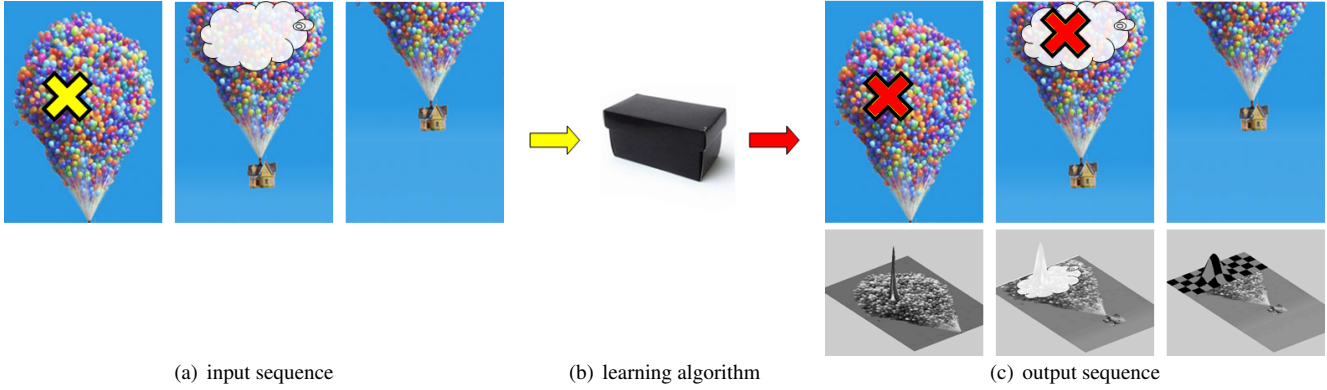 (a) input sequence
(b) learning algorithm
(c) output sequence